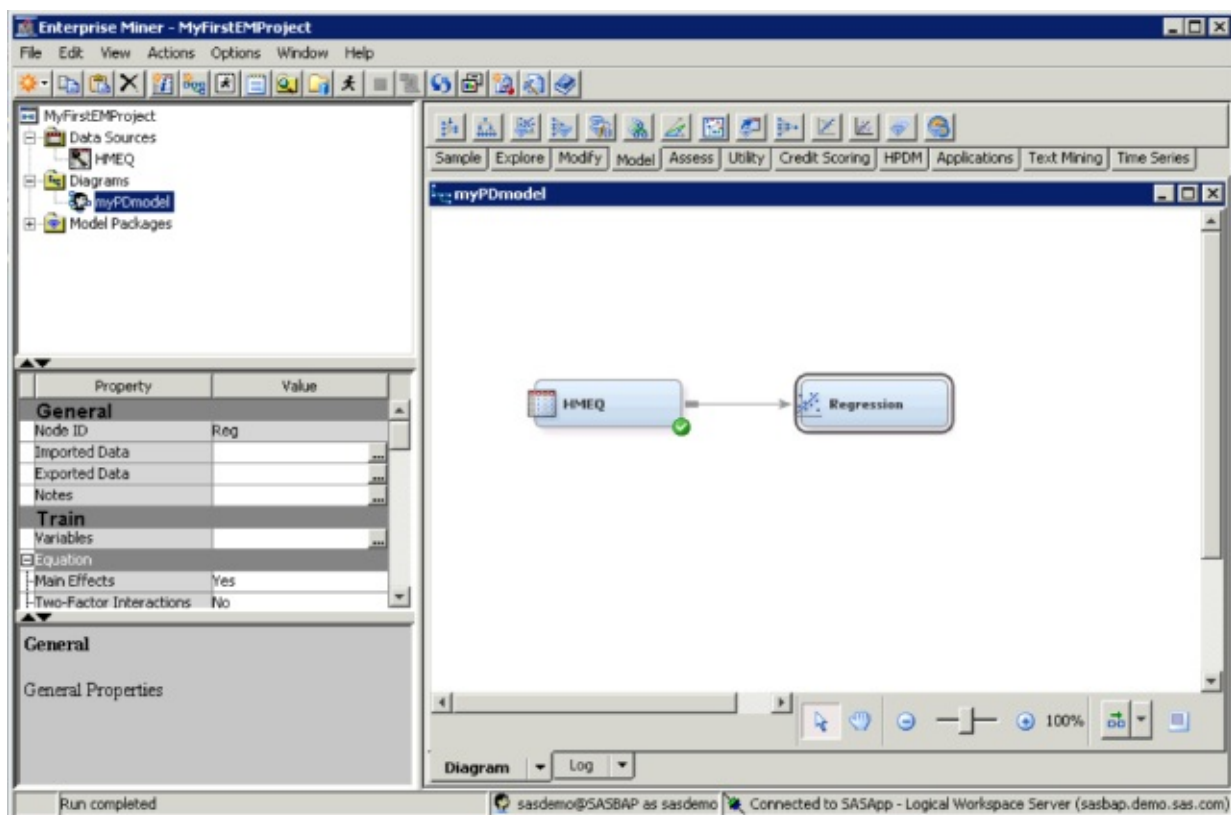 Enterprise Miner - MyFirstEMProject
File Edit View Actions Options Window Help
MyFirstEMProject
Data Sources
HMEQ
Diagrams
myPDmodel
Model Packages
Property Value
General
Node ID Reg
Imported Data ...
Exported Data ...
Notes ...
Train
Variables ...
Equation
Main Effects Yes
Two-Factor Interactions No
General
General Properties
Sample Explore Modify Model Assess Utility Credit Scoring HPDM Applications Text Mining Time Series
myPDmodel
HMEQ
Regression
100%
Diagram Log
Run completed
sasdemo@SASBAP as sasdemo
Connected to SASApp - Logical Workspace Server (sasbap.demo.sas.com)